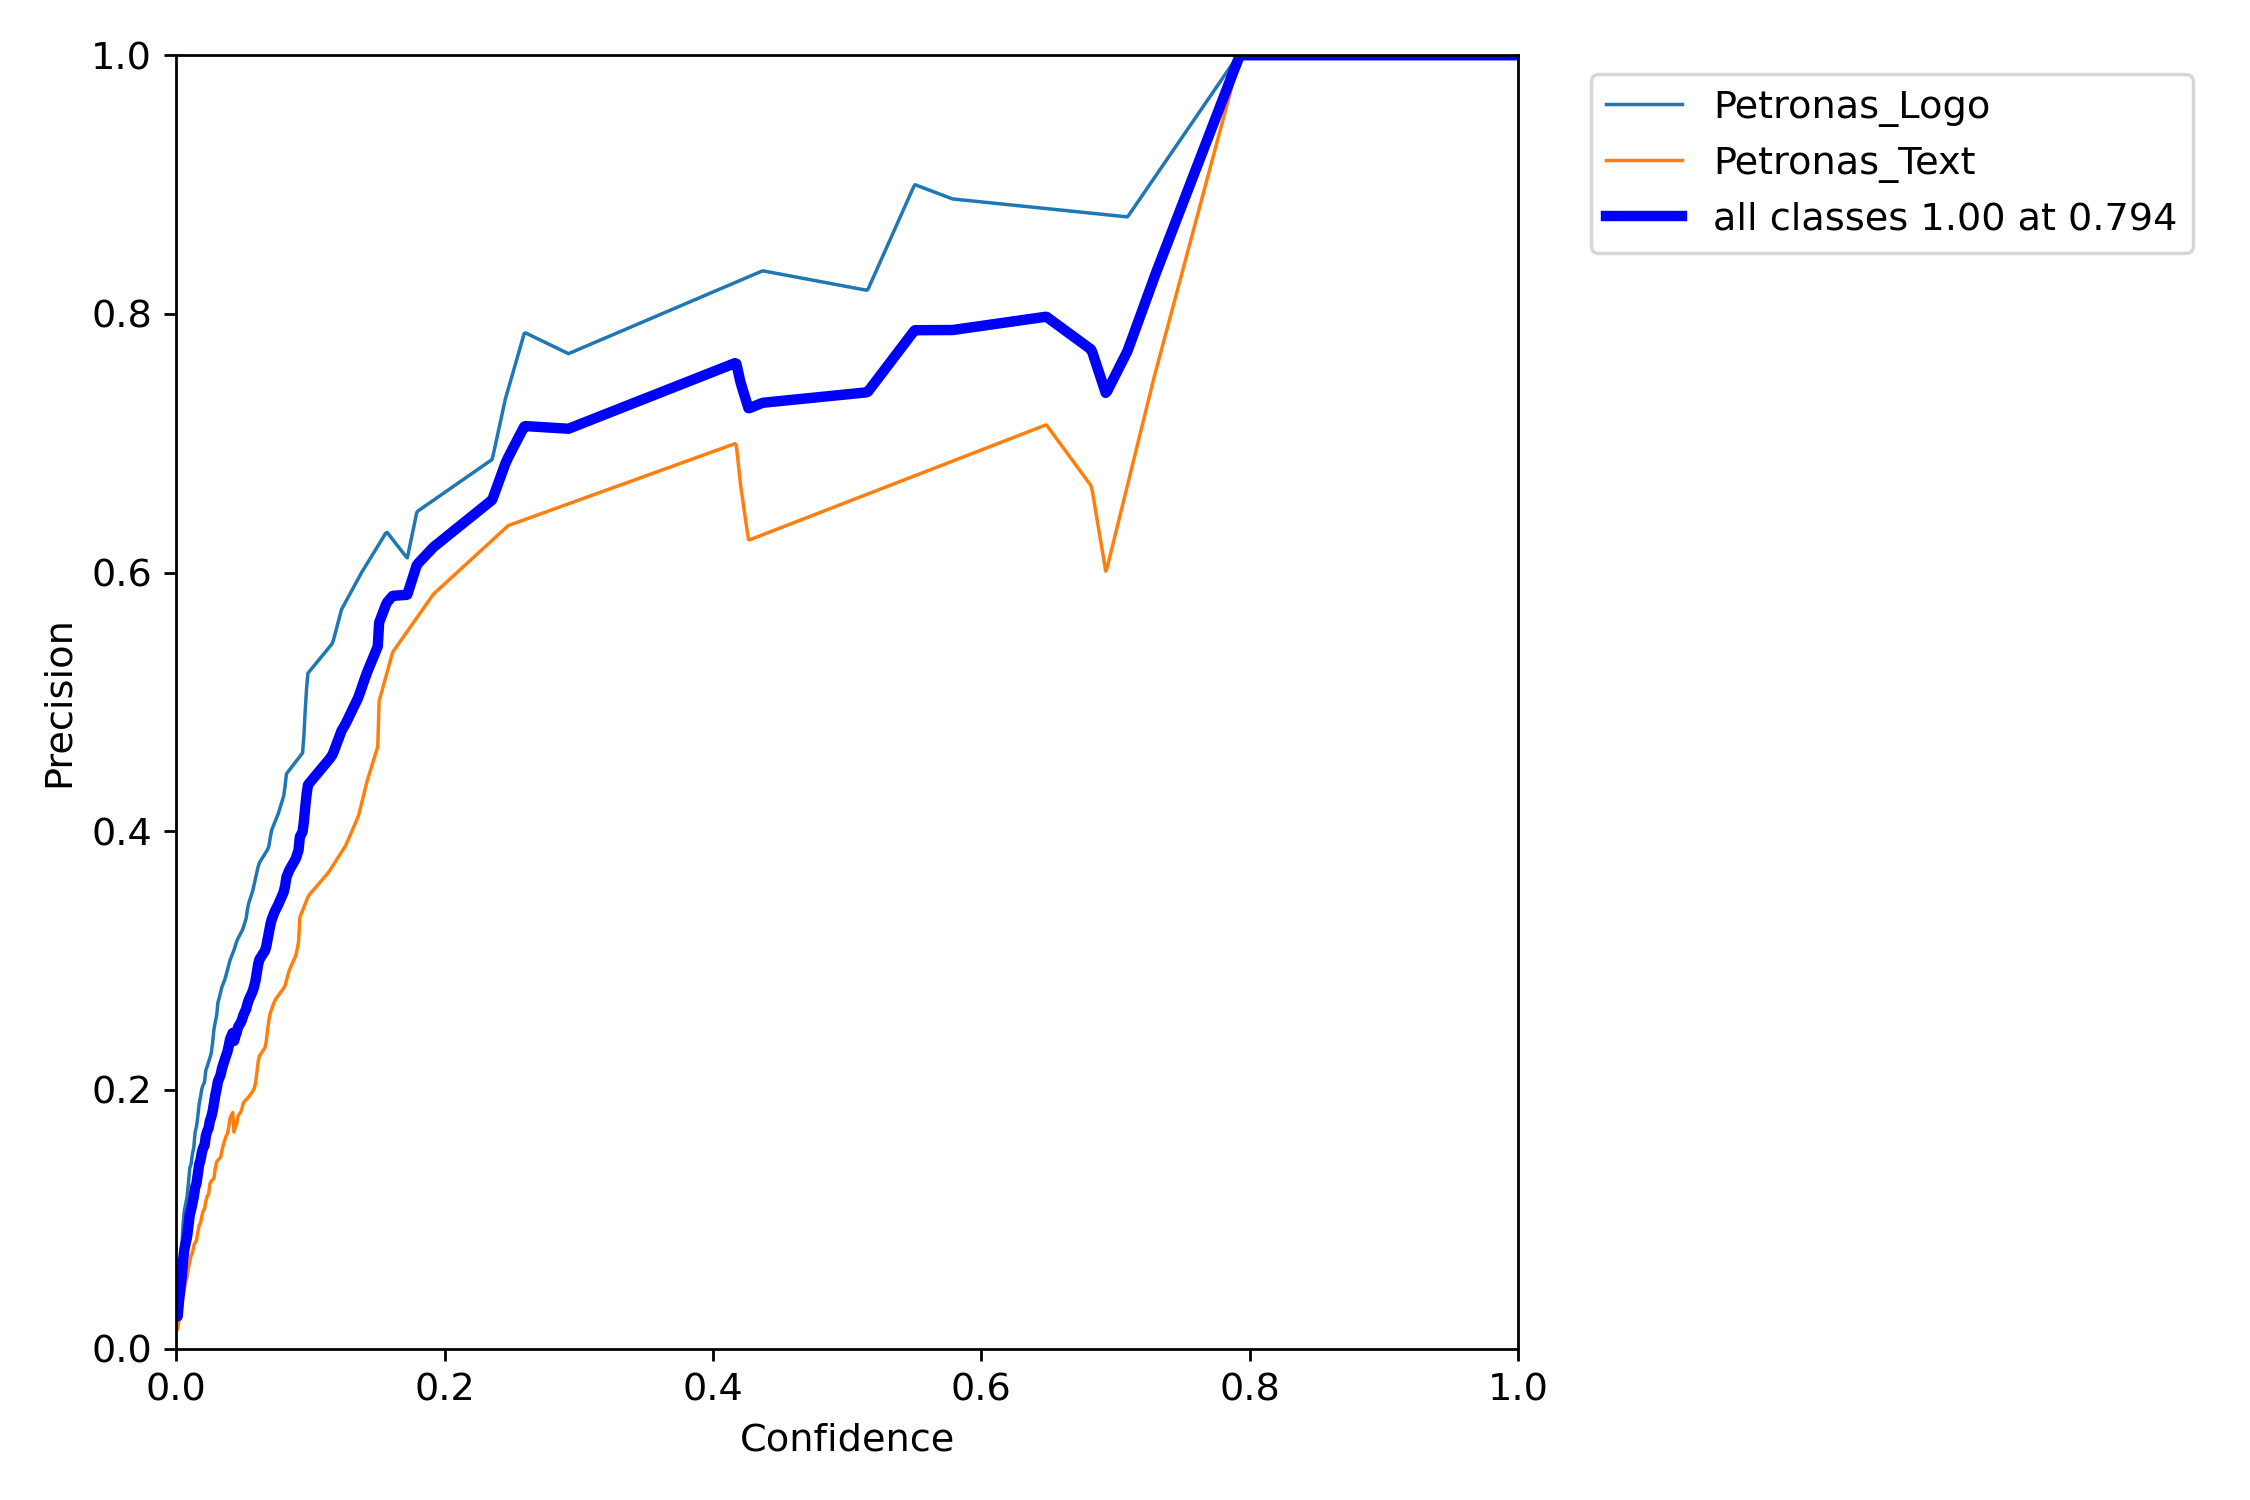 1.0
0.8
0.6
0.4
0.2
0.0
Precision
0.0 0.2 0.4 0.6 0.8 1.0
Confidence
Petronas_Logo
Petronas_Text
all classes 1.00 at 0.794